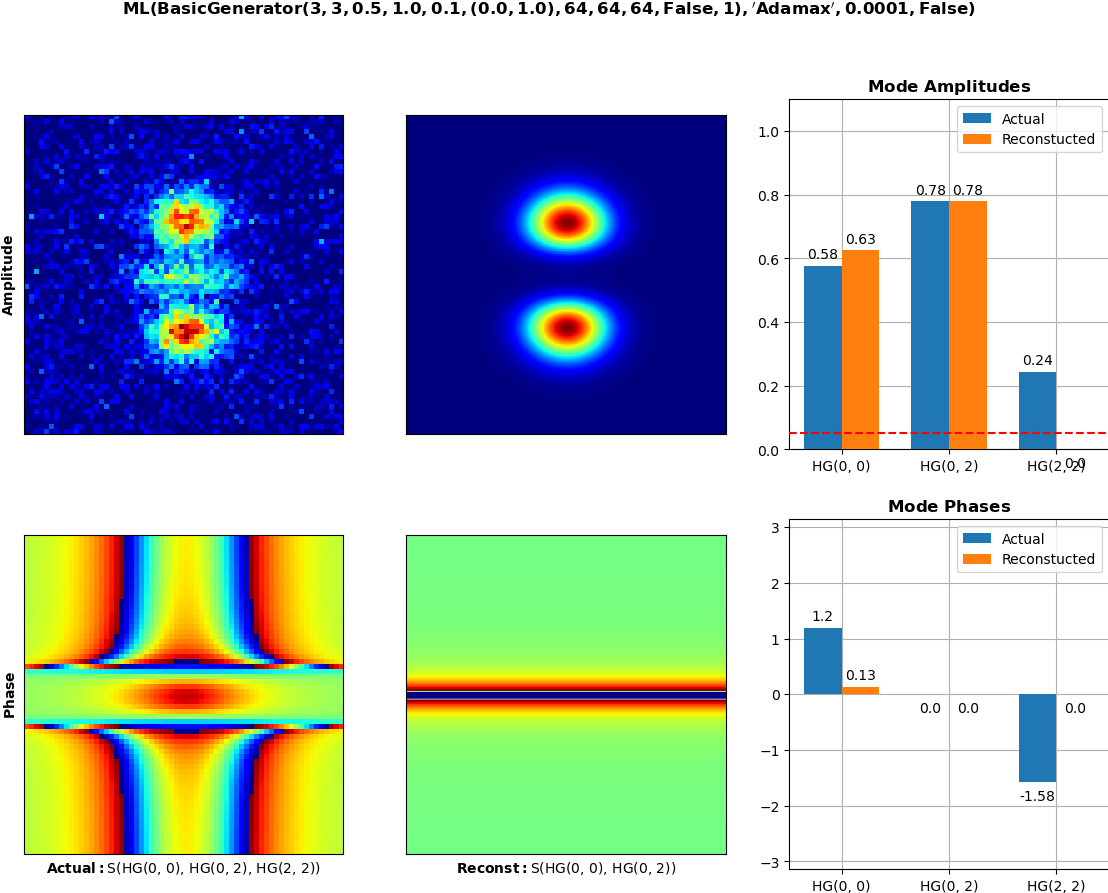 ML(BasicGenerator(3, 3, 0.5, 1.0, 0.1, (0.0, 1.0), 64, 64, 64, False, 1), ′Adamax′, 0.0001, False)
Amplitude
Mode Amplitudes
Actual
Reconstucted
1.0
0.8
0.6
0.4
0.2
0.0
0.58
0.63
0.78
0.78
0.24
0.0
HG(0, 0)
HG(0, 2)
HG(2, 2)
Phase
Actual: S(HG(0, 0), HG(0, 2), HG(2, 2))
Reconst: S(HG(0, 0), HG(0, 2))
Mode Phases
Actual
Reconstucted
3
2
1
0
−1
−2
−3
1.2
0.13
0.0
0.0
-1.58
0.0
HG(0, 0)
HG(0, 2)
HG(2, 2)